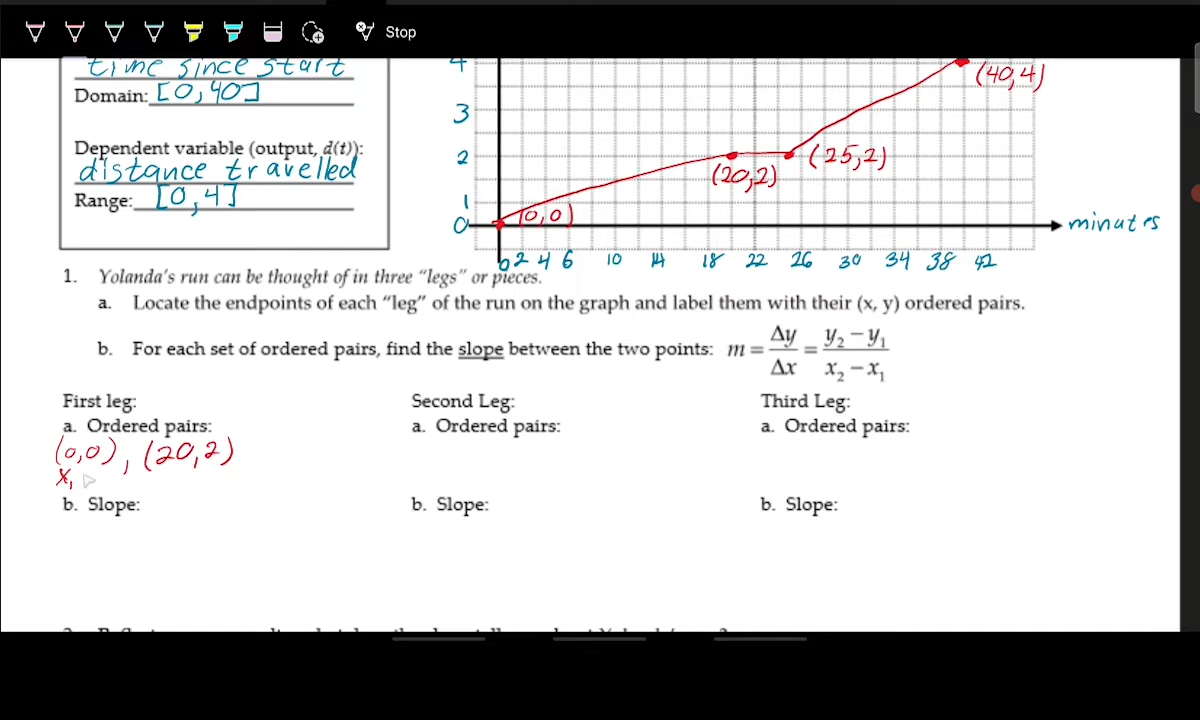 Stop
time since start
Domain: [0,40]
Dependent variable (output, d(t)):
distance travelled
Range: [0,4]
4
3
2
1
0
(40,4)
(25,2)
(20,2)
(0,0)
minutes
0 2 4 6 10 14 18 22 26 30 34 38 42
1. Yolanda's run can be thought of in three “legs” or pieces.
a. Locate the endpoints of each “leg” of the run on the graph and label them with their (x, y) ordered pairs.
b. For each set of ordered pairs, find the slope between the two points: m = Δy/Δx = (y₂ − y₁)/(x₂ − x₁)
First leg:
a. Ordered pairs:
(0,0), (20,2)
x₁
b. Slope:
Second Leg:
a. Ordered pairs:
b. Slope:
Third Leg:
a. Ordered pairs:
b. Slope: